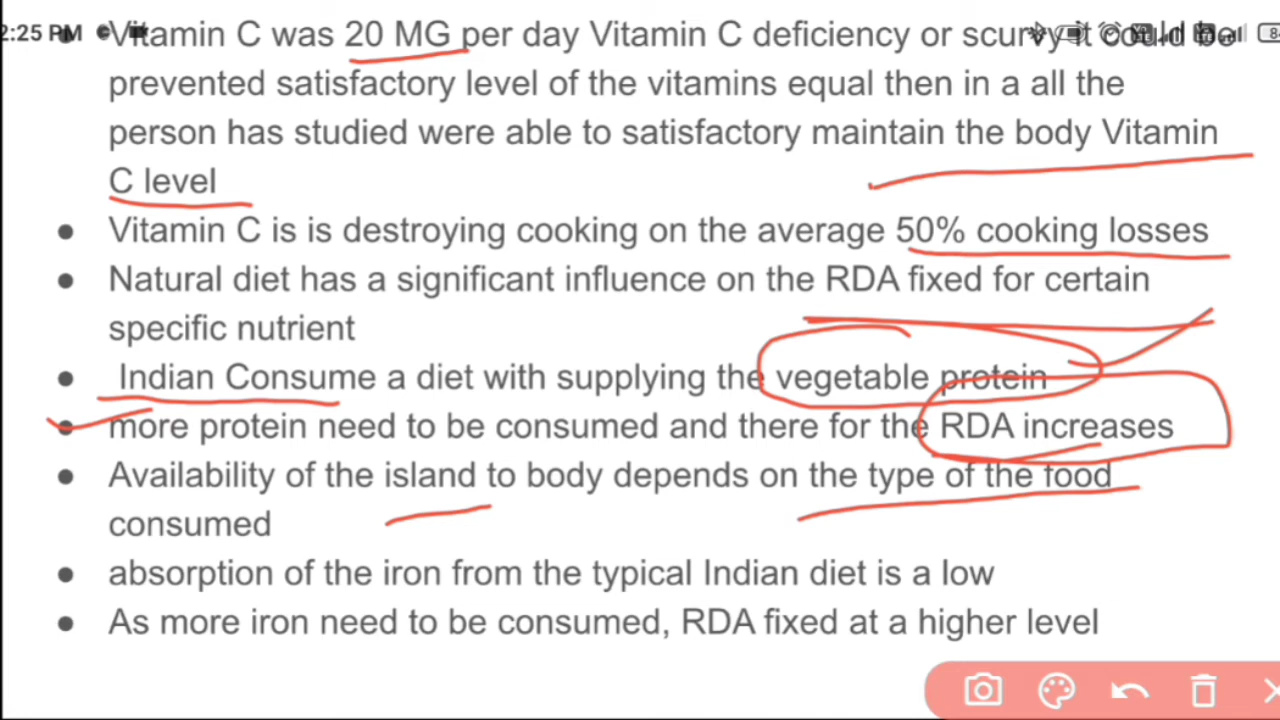 2:25 PM
● Vitamin C was 20 MG per day Vitamin C deficiency or scurvy it could be
prevented satisfactory level of the vitamins equal then in a all the
person has studied were able to satisfactory maintain the body Vitamin
C level
● Vitamin C is is destroying cooking on the average 50% cooking losses
● Natural diet has a significant influence on the RDA fixed for certain
specific nutrient
● Indian Consume a diet with supplying the vegetable protein
● more protein need to be consumed and there for the RDA increases
● Availability of the island to body depends on the type of the food
consumed
● absorption of the iron from the typical Indian diet is a low
● As more iron need to be consumed, RDA fixed at a higher level